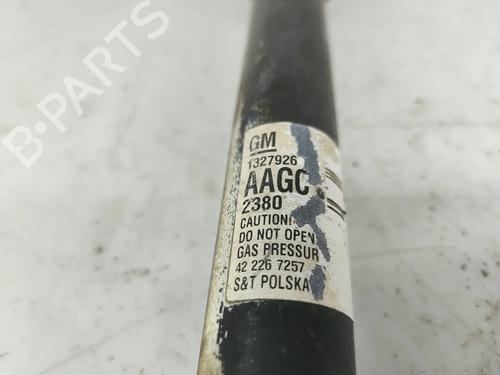 B-PARTS
GM
1327926
AAGC
2380
CAUTION!
DO NOT OPEN
GAS PRESSUR
42 226 7257
S&T POLSKA